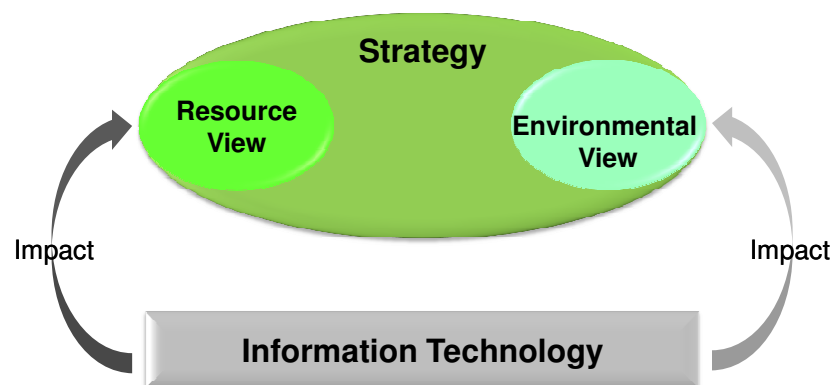 Strategy
Resource
View
Environmental
View
Impact
Impact
Information Technology